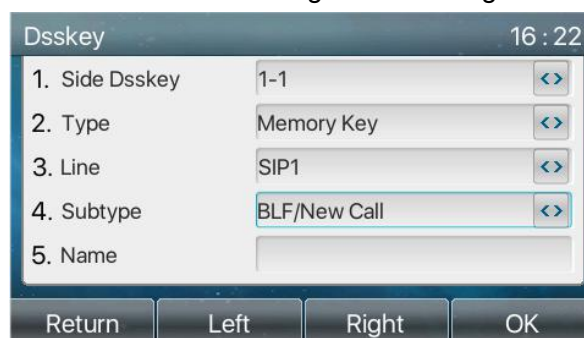 Dsskey 16:22
1. Side Dsskey 1-1
2. Type Memory Key
3. Line SIP1
4. Subtype BLF/New Call
5. Name
Return Left Right OK